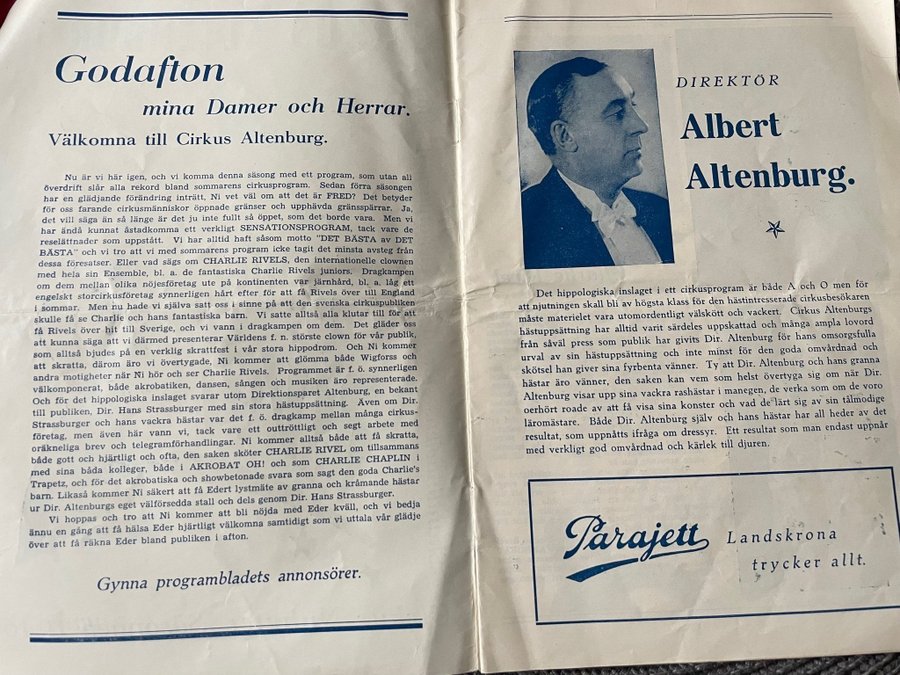 Godafton
mina Damer och Herrar.
Välkomna till Cirkus Altenburg.
Nu är vi här igen, och vi komma denna säsong med ett program, som utan all
överdrift slår alla rekord bland sommarens cirkusprogram. Sedan förra säsongen
har en glädjande förändring inträtt, Ni vet väl om att det är FRED? Det betyder
för oss farande cirkusmänniskor öppnade gränser och upphävda gränsspärrar. Ja,
det vill säga än så länge är det ju inte fullt så öppet, som det borde vara. Men vi
har ändå kunnat åstadkomma ett verkligt SENSATIONSPROGRAM, tack vare de
reselättnader som uppstått. Vi har alltid haft såsom motto "DET BÄSTA av DET
BÄSTA" och vi tro att vi med sommarens program icke tagit det minsta avsteg från
dessa föresatser. Eller vad sägs om CHARLIE RIVELS, den internationelle clownen
med hela sin Ensemble, bl. a. de fantastiska Charlie Rivels juniors. Dragkampen
om dem mellan olika nöjesföretag ute på kontinenten var järnhård, bl. a. låg ett
engelskt storcirkusföretag synnerligen hårt efter för att få Rivels över till England
i sommar. Men nu hade vi själva satt oss i sinne på att den svenska cirkuspubliken
skulle få se Charlie och hans fantastiska barn. Vi satte alltså alla klutar till för att
få Rivels över hit till Sverige, och vi vann i dragkampen om dem. Det gläder oss
att kunna säga att vi därmed presenterar Världens f. n. störste clown för vår publik,
som alltså bjudes på en verklig skrattfest i vår stora hippodrom. Och Ni kommer
att skratta, därom äro vi övertygade, Ni kommer att glömma både Wigforss och
andra motigheter när Ni hör och ser Charlie Rivels. Programmet är f. ö. synnerligen
välkomponerat, både akrobatiken, dansen, sången och musiken äro representerade.
Och för det hippologiska inslaget svarar utom Direktionsparet Altenburg, en bekant
till publiken, Dir. Hans Strassburger med sin stora hästuppsättning. Även om Dir.
Strassburger och hans vackra hästar var det f. ö. dragkamp mellan många cirkus-
företag, men även här vann vi, tack vare ett outtröttligt och segt arbete med
oräkneliga brev och telegramförhandlingar. Ni kommer alltså både att få skratta,
både gott och hjärtligt och ofta, den saken sköter CHARLIE RIVEL om tillsammans
med sina båda kolleger, både i AKROBAT OH! och som CHARLIE CHAPLIN i
Trapetz, och för det akrobatiska och showbetonade svara som sagt den goda Charlie's
barn. Likaså kommer Ni säkert att få Edert lystmäte av granna och kråmande hästar
ur Dir. Altenburgs eget välförsedda stall och dels genom Dir. Hans Strassburger.
Vi hoppas och tro att Ni kommer att bli nöjda med Eder kväll, och vi bedja
ännu en gång att få hälsa Eder hjärtligt välkomna samtidigt som vi uttala vår glädje
över att få räkna Eder bland publiken i afton.
Gynna programbladets annonsörer.
DIREKTÖR
Albert
Altenburg.
Det hippologiska inslaget i ett cirkusprogram är både A och O men för
att njutningen skall bli av högsta klass för den hästintresserade cirkusbesökaren
måste materielet vara utomordentligt välskött och vackert. Cirkus Altenburgs
hästuppsättning har alltid varit särdeles uppskattad och många ampla lovord
från såväl press som publik har givits Dir. Altenburg för hans omsorgsfulla
urval av sin hästuppsättning och inte minst för den goda omvårdnad och
skötsel han giver sina fyrbenta vänner. Ty att Dir. Altenburg och hans granna
hästar äro vänner, den saken kan vem som helst övertyga sig om när Dir.
Altenburg visar upp sina vackra rashästar i manegen, de verka som om de voro
oerhört roade av att få visa sina konster och vad de lärt sig av sin tålmodige
läromästare. Både Dir. Altenburg själv och hans hästar har all heder av det
resultat, som uppnåtts ifråga om dressyr. Ett resultat som man endast uppnår
med verkligt god omvårdnad och kärlek till djuren.
Parajett Landskrona
trycker allt.